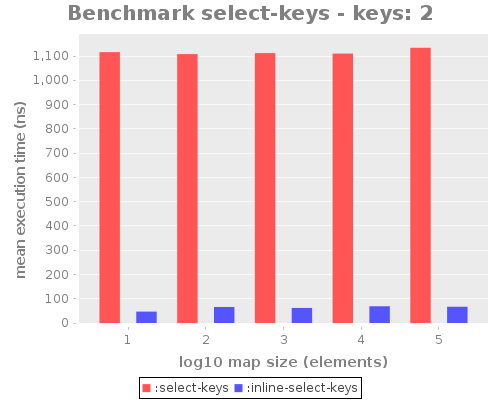 Benchmark select-keys - keys: 2
mean execution time (ns)
1,100
1,000
900
800
700
600
500
400
300
200
100
0
1 2 3 4 5
log10 map size (elements)
:select-keys :inline-select-keys